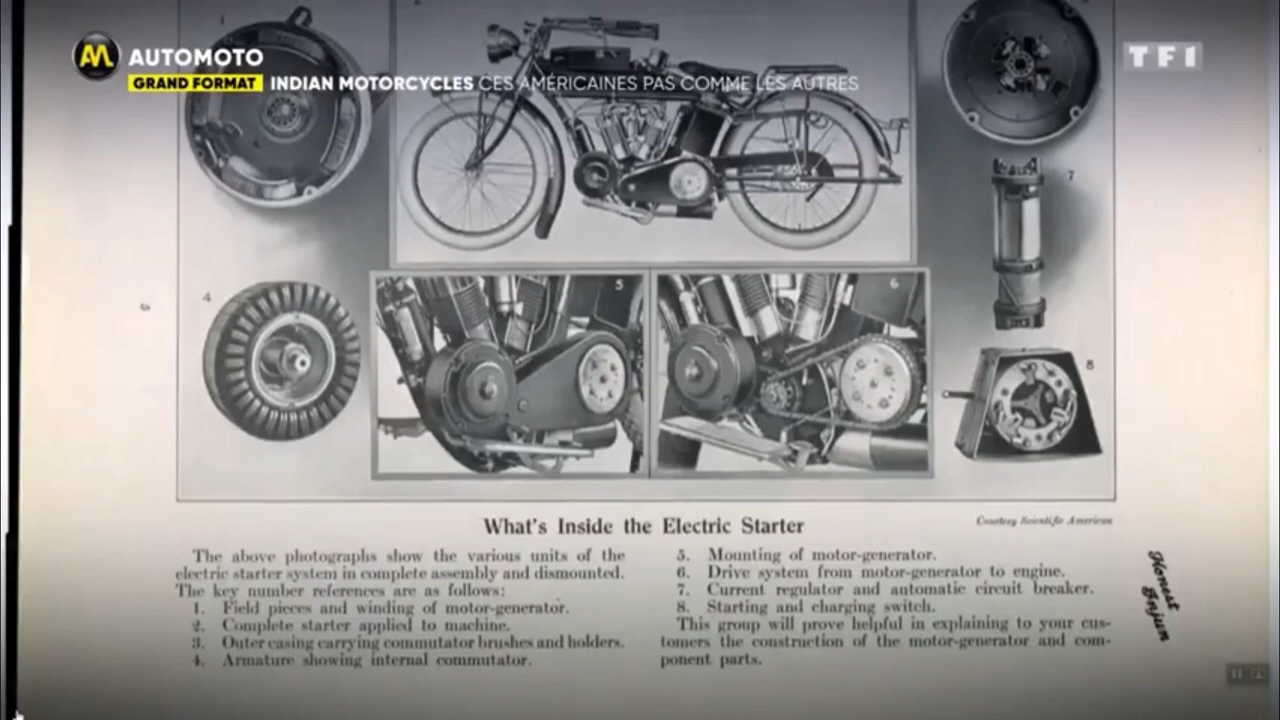 AUTOMOTO
TF1
GRAND FORMAT INDIAN MOTORCYCLES CES AMÉRICAINES PAS COMME LES AUTRES
1
7
4
5
6
8
What's Inside the Electric Starter
Courtesy Scientific American
The above photographs show the various units of the
electric starter system in complete assembly and dismounted.
The key number references are as follows:
1. Field pieces and winding of motor-generator.
2. Complete starter applied to machine.
3. Outer casing carrying commutator brushes and holders.
4. Armature showing internal commutator.
5. Mounting of motor-generator.
6. Drive system from motor-generator to engine.
7. Current regulator and automatic circuit breaker.
8. Starting and charging switch.
This group will prove helpful in explaining to your cus-
tomers the construction of the motor-generator and com-
ponent parts.
Honest
Injun